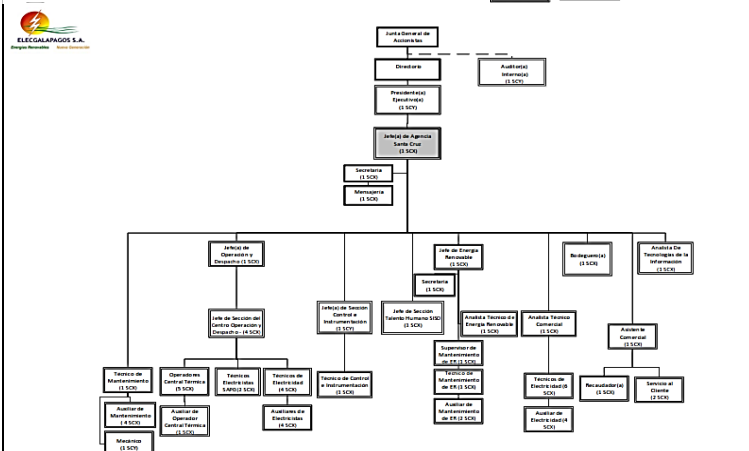 ELECGALAPAGOS S.A.
Energías Renovables Nueva Generación
Junta General de
Accionistas
Directorio
Auditor(a)
Interno(a)
(1 SCY)
Presidente(a)
Ejecutivo(a)
(1 SCY)
Jefe(a) de Agencia
Santa Cruz
(1 SCX)
Secretaria
(1 SCX)
Mensajería
(1 SCX)
Jefe(a) de
Operación y
Despacho (1 SCX)
Jefe de Energía
Renovable
(1 SCX)
Bodeguero(a)
(1 SCX)
Analista De
Tecnologías de la
Información
(1 SCX)
Secretaria
(1 SCX)
Jefe de Sección del
Centro Operación y
Despacho - (4 SCX)
Jefe(a) de Sección
Control e
Instrumentación
(1 SCY)
Jefe de Sección
Talento Humano SISO
(1 SCX)
Analista Técnico de
Energía Renovable
(1 SCX)
Analista Técnico
Comercial
(1 SCX)
Asistente
Comercial
(1 SCX)
Supervisor de
Mantenimiento
de ER (1 SCX)
Técnico de
Mantenimiento
(1 SCX)
Operadores
Central Térmica
(5 SCX)
Técnicos
Electricistas
SAPG(3 SCX)
Técnicos de
Electricidad
(4 SCX)
Técnico de Control
e Instrumentación
(1 SCX)
Técnico de
Mantenimiento
de ER (1 SCX)
Técnicos de
Electricidad(6
SCX)
Recaudador(a)
(1 SCX)
Servicio al
Cliente
(2 SCX)
Auxiliar de
Mantenimiento
( 4 SCX)
Auxiliar de
Operador
Central Térmica
(1 SCX)
Auxiliares de
Electricistas
(4 SCX)
Auxiliar de
Mantenimiento
de ER (2 SCX)
Auxiliar de
Electricidad(4
SCX)
Mecánico
(1 SCY)